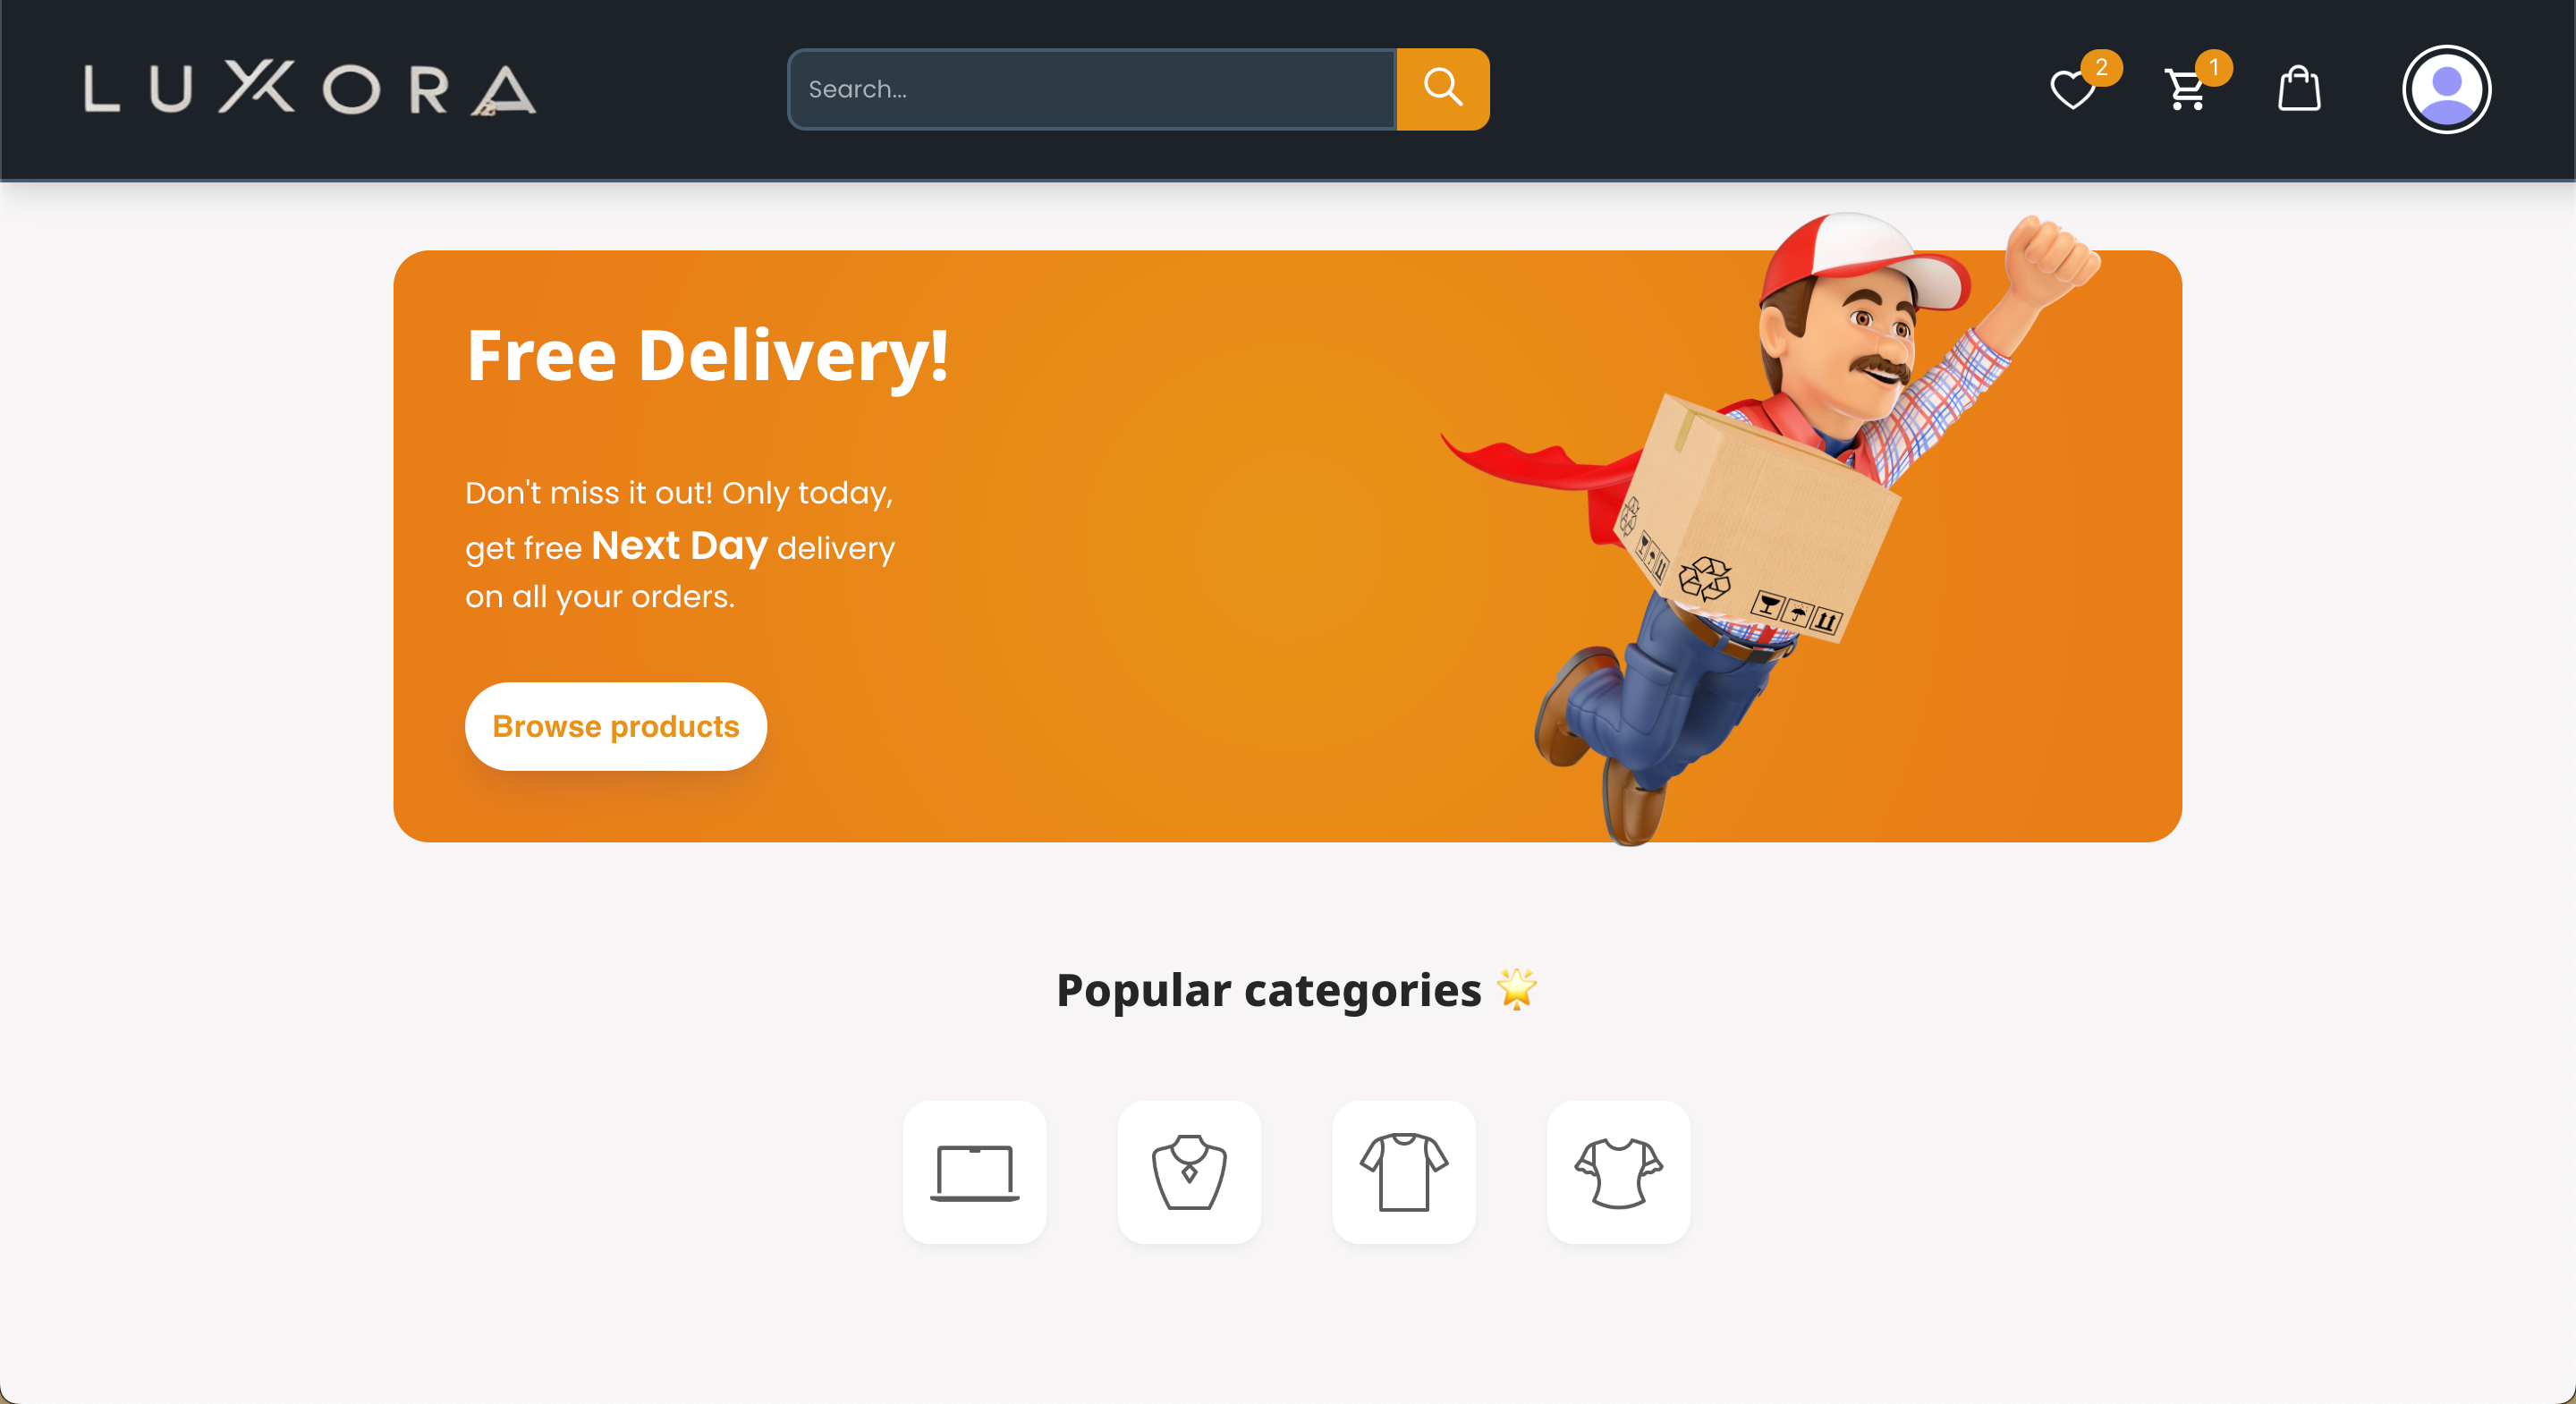 LUXORA
Search...
2
1
Free Delivery!
Don't miss it out! Only today,
get free Next Day delivery
on all your orders.
Browse products
Popular categories 🌟